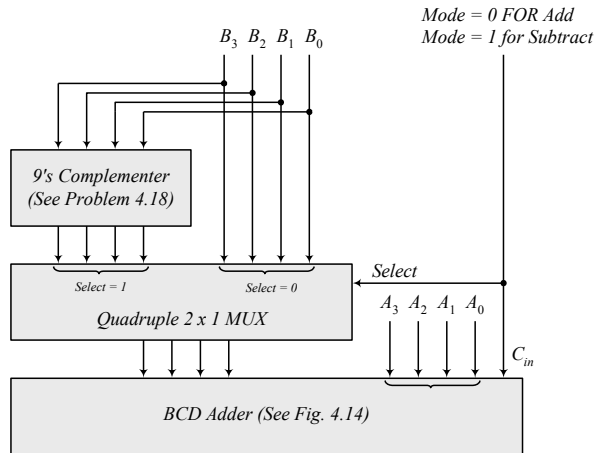 Mode = 0 FOR Add
Mode = 1 for Subtract
B3 B2 B1 B0
9's Complementer
(See Problem 4.18)
Select = 1
Select = 0
Select
Quadruple 2 x 1 MUX
A3 A2 A1 A0
Cin
BCD Adder (See Fig. 4.14)